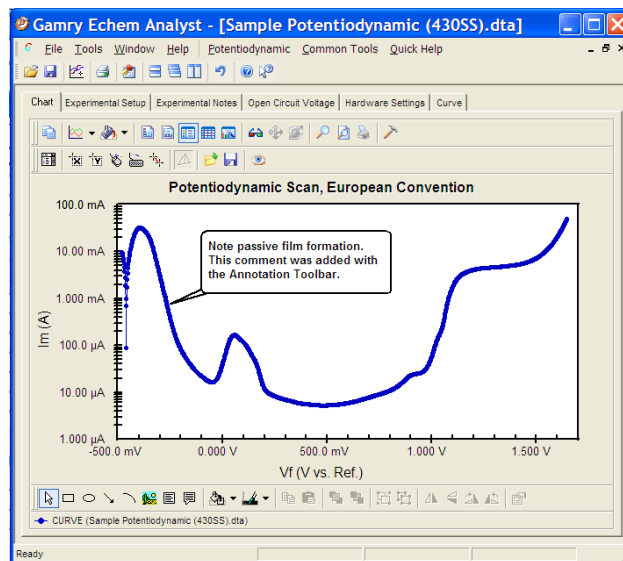 Gamry Echem Analyst - [Sample Potentiodynamic (430SS).dta]
File Tools Window Help Potentiodynamic Common Tools Quick Help
Chart Experimental Setup Experimental Notes Open Circuit Voltage Hardware Settings Curve
Potentiodynamic Scan, European Convention
100.0 mA
10.00 mA
1.000 mA
100.0 µA
10.00 µA
1.000 µA
Im (A)
Note passive film formation.
This comment was added with
the Annotation Toolbar.
-500.0 mV 0.000 V 500.0 mV 1.000 V 1.500 V
Vf (V vs. Ref.)
CURVE (Sample Potentiodynamic (430SS).dta)
Ready